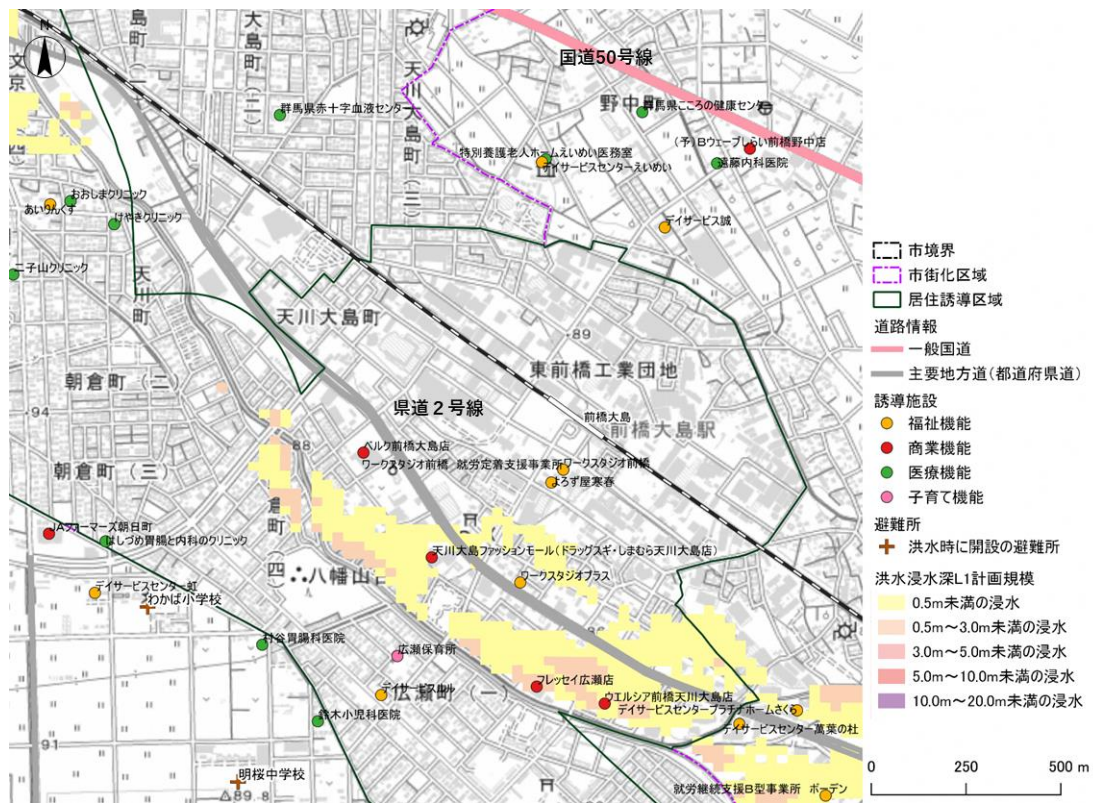 N
国道50号線
野中町
文京
四
島町
大島町
二
天川大島町(三)
群馬県赤十字血液センター
群馬県こころの健康センター
(予)Bウェーブしらい前橋野中店
遠藤内科医院
特別養護老人ホームえいめい医務室
デイサービスセンターえいめい
おおしまクリニック
あいりんくす
けやきクリニック
デイサービス誠
二子山クリニック
天川町
天川大島町
朝倉町(二)
89
東前橋工業団地
県道2号線
前橋大島
前橋大島駅
94
88
ベルク前橋大島店
朝倉町(三)
ワークスタジオ前橋 就労定着支援事業所
ワークスタジオ前橋
よろず屋寒春
JAファーマーズ朝日町
はしづめ胃腸と内科のクリニック
倉町(四)
天川大島ファッションモール(ドラッグスギ・しまむら天川大島店)
八幡山古
ワークスタジオプラス
デイサービスセンター虹
わかば小学校
村谷胃腸科医院
広瀬保育所
フレッセイ広瀬店
広瀬町(一)
ウエルシア前橋天川大島店
デイサービスセンタープラチナホームさくら
鈴木小児科医院
デイサービスセンター萬葉の杜
91
明桜中学校
△89.8
就労継続支援B型事業所 ボーデン
市境界
市街化区域
居住誘導区域
道路情報
一般国道
主要地方道(都道府県道)
誘導施設
福祉機能
商業機能
医療機能
子育て機能
避難所
洪水時に開設の避難所
洪水浸水深L1計画規模
0.5m未満の浸水
0.5m~3.0m未満の浸水
3.0m~5.0m未満の浸水
5.0m~10.0m未満の浸水
10.0m~20.0m未満の浸水
0 250 500 m